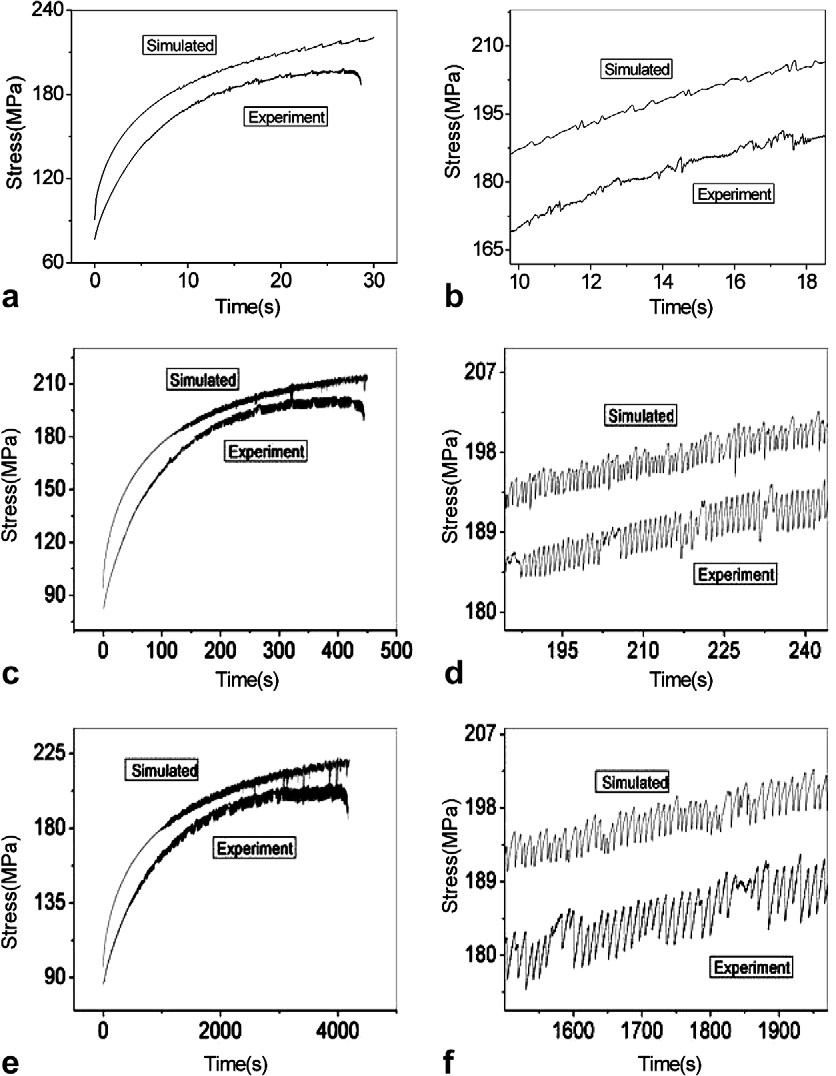 240
180
120
60
Stress(MPa)
Simulated
Experiment
0
10
20
30
Time(s)
a
210
195
180
165
Stress(MPa)
Simulated
Experiment
10
12
14
16
18
Time(s)
b
210
180
150
120
90
Stress(MPa)
Simulated
Experiment
0
100
200
300
400
500
Time(s)
c
207
198
189
180
Stress(MPa)
Simulated
Experiment
195
210
225
240
Time(s)
d
225
180
135
90
Stress(MPa)
Simulated
Experiment
0
2000
4000
Time(s)
e
207
198
189
180
Stress(MPa)
Simulated
Experiment
1600
1700
1800
1900
Time(s)
f